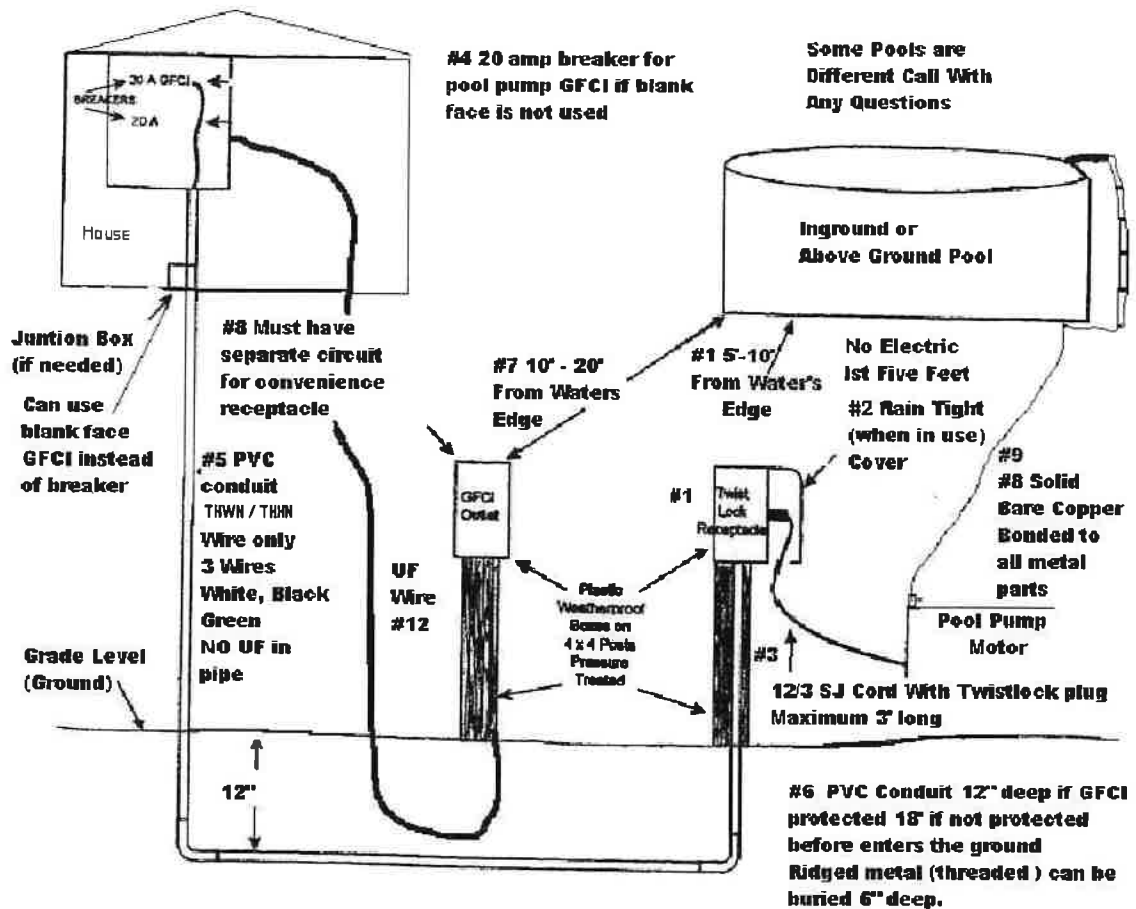 #4 20 amp breaker for
pool pump GFCI if blank
face is not used
Some Pools are
Different Call With
Any Questions
20 A GFCI
BREAKERS
20A
House
Inground or
Above Ground Pool
Juntion Box
(if needed)
Can use
blank face
GFCI instead
of breaker
#8 Must have
separate circuit
for convenience
receptacle
#7 10' - 20'
From Waters
Edge
#1 5'-10'
From Water's
Edge
No Electric
1st Five Feet
#2 Rain Tight
(when in use)
Cover
#5 PVC
conduit
THWN / THHN
Wire only
3 Wires
White, Black
Green
NO UF in
pipe
GFCI
Outlet
#1
Twist
Lock
Receptacle
#9
#8 Solid
Bare Copper
Bonded to
all metal
parts
UF
Wire
#12
Plastic
Weatherproof
Boxes on
4 x 4 Posts
Pressure
Treated
Pool Pump
Motor
Grade Level
(Ground)
#3
12/3 SJ Cord With Twistlock plug
Maximum 3' long
12"
#6 PVC Conduit 12" deep if GFCI
protected 18" if not protected
before enters the ground
Ridged metal (threaded ) can be
buried 6" deep.